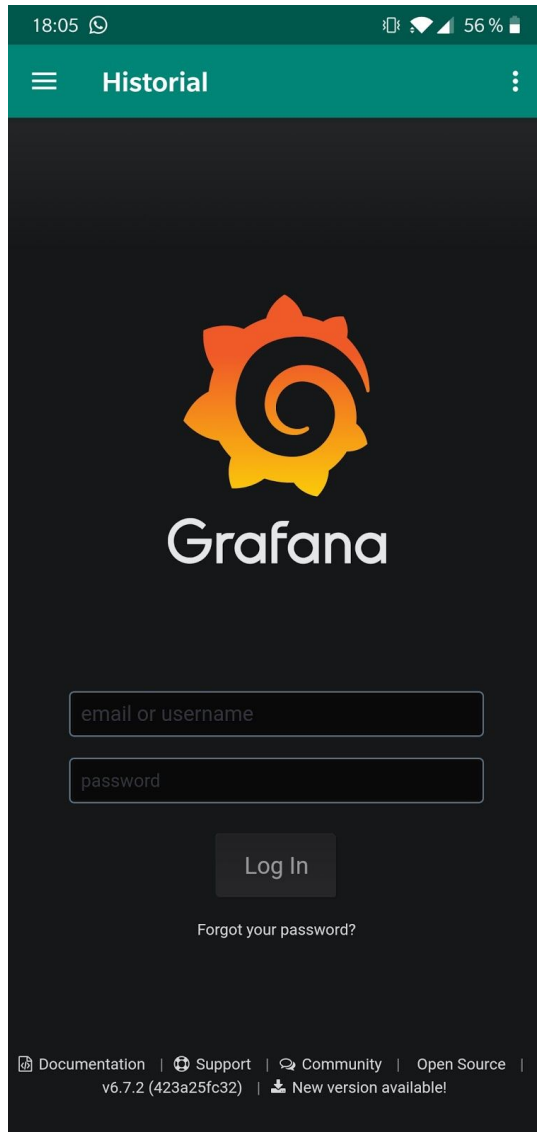 18:05 56 %
Historial
Grafana
email or username
password
Log In
Forgot your password?
Documentation | Support | Community | Open Source |
v6.7.2 (423a25fc32) | New version available!